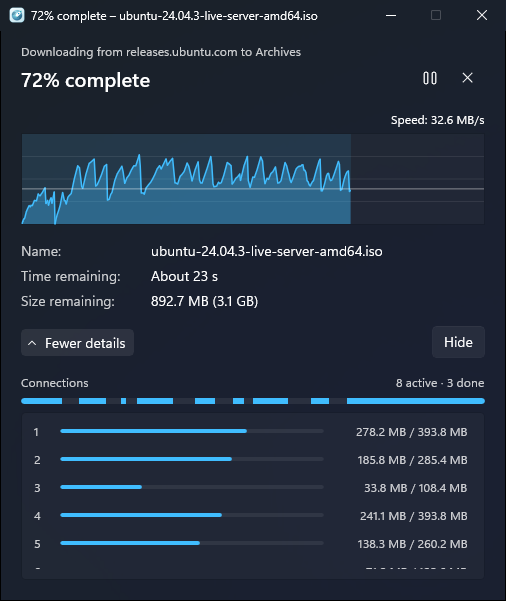 72% complete – ubuntu-24.04.3-live-server-amd64.iso
Downloading from releases.ubuntu.com to Archives
72% complete
Speed: 32.6 MB/s
Name: ubuntu-24.04.3-live-server-amd64.iso
Time remaining: About 23 s
Size remaining: 892.7 MB (3.1 GB)
Fewer details
Hide
Connections 8 active · 3 done
1 278.2 MB / 393.8 MB
2 185.8 MB / 285.4 MB
3 33.8 MB / 108.4 MB
4 241.1 MB / 393.8 MB
5 138.3 MB / 260.2 MB